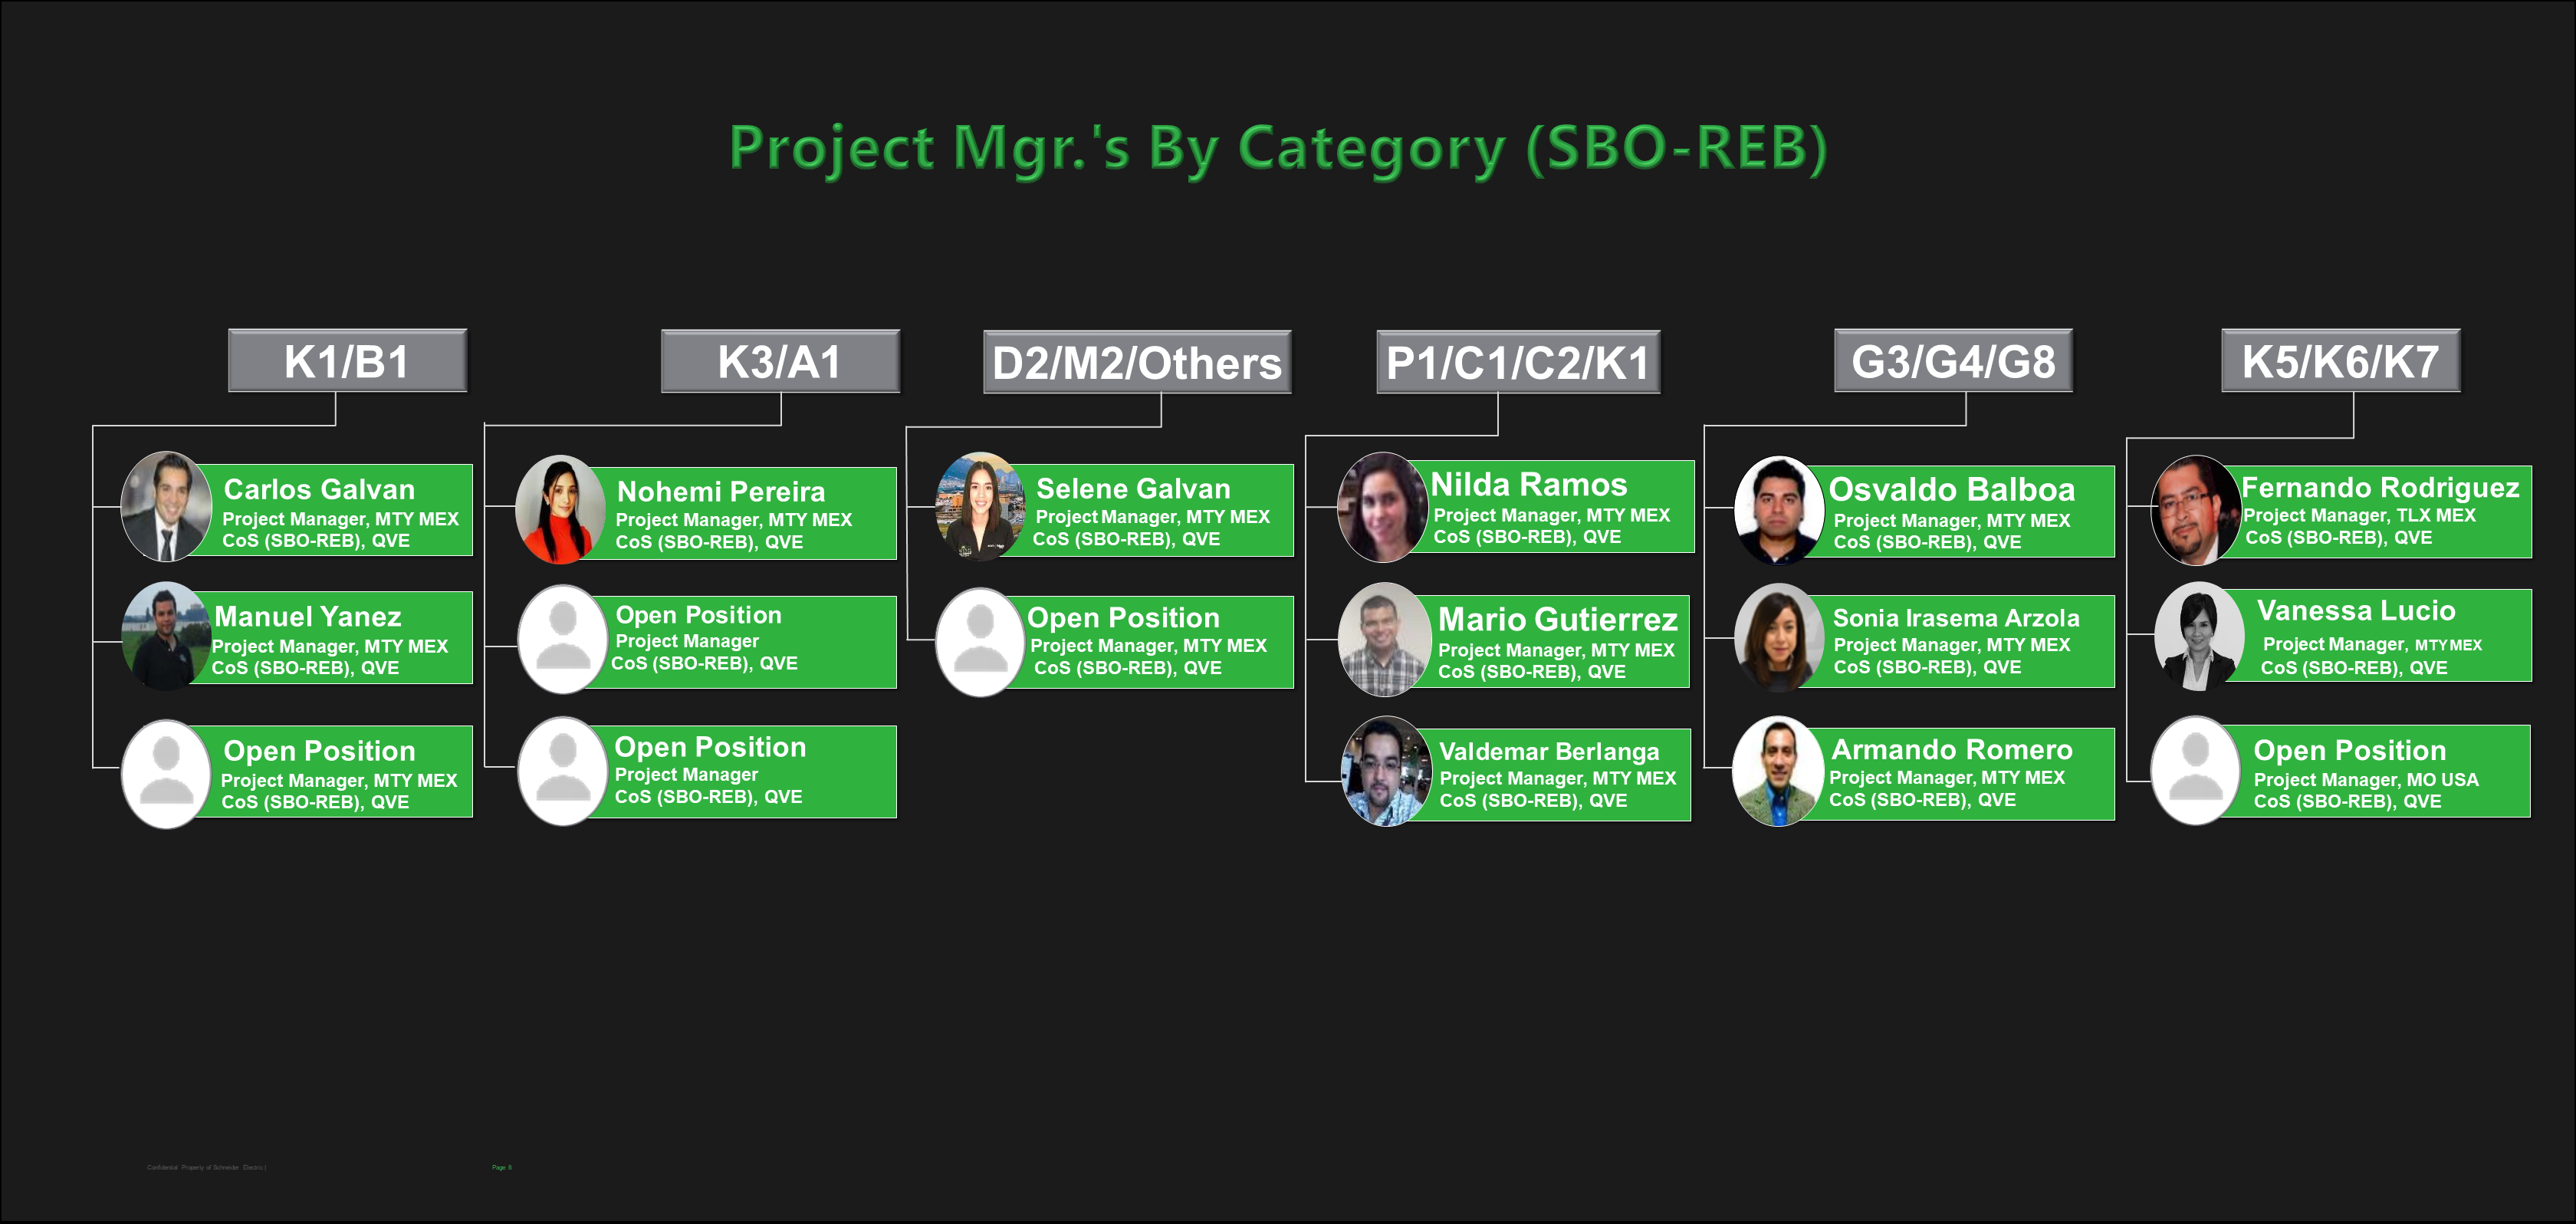 Project Mgr.'s By Category (SBO-REB)
K1/B1
Carlos Galvan
Project Manager, MTY MEX
CoS (SBO-REB), QVE
Manuel Yanez
Project Manager, MTY MEX
CoS (SBO-REB), QVE
Open Position
Project Manager, MTY MEX
CoS (SBO-REB), QVE
K3/A1
Nohemi Pereira
Project Manager, MTY MEX
CoS (SBO-REB), QVE
Open Position
Project Manager
CoS (SBO-REB), QVE
Open Position
Project Manager
CoS (SBO-REB), QVE
D2/M2/Others
Selene Galvan
Project Manager, MTY MEX
CoS (SBO-REB), QVE
Open Position
Project Manager, MTY MEX
CoS (SBO-REB), QVE
P1/C1/C2/K1
Nilda Ramos
Project Manager, MTY MEX
CoS (SBO-REB), QVE
Mario Gutierrez
Project Manager, MTY MEX
CoS (SBO-REB), QVE
Valdemar Berlanga
Project Manager, MTY MEX
CoS (SBO-REB), QVE
G3/G4/G8
Osvaldo Balboa
Project Manager, MTY MEX
CoS (SBO-REB), QVE
Sonia Irasema Arzola
Project Manager, MTY MEX
CoS (SBO-REB), QVE
Armando Romero
Project Manager, MTY MEX
CoS (SBO-REB), QVE
K5/K6/K7
Fernando Rodriguez
Project Manager, TLX MEX
CoS (SBO-REB), QVE
Vanessa Lucio
Project Manager, MTY MEX
CoS (SBO-REB), QVE
Open Position
Project Manager, MO USA
CoS (SBO-REB), QVE
Confidential Property of Schneider Electric |
Page 8